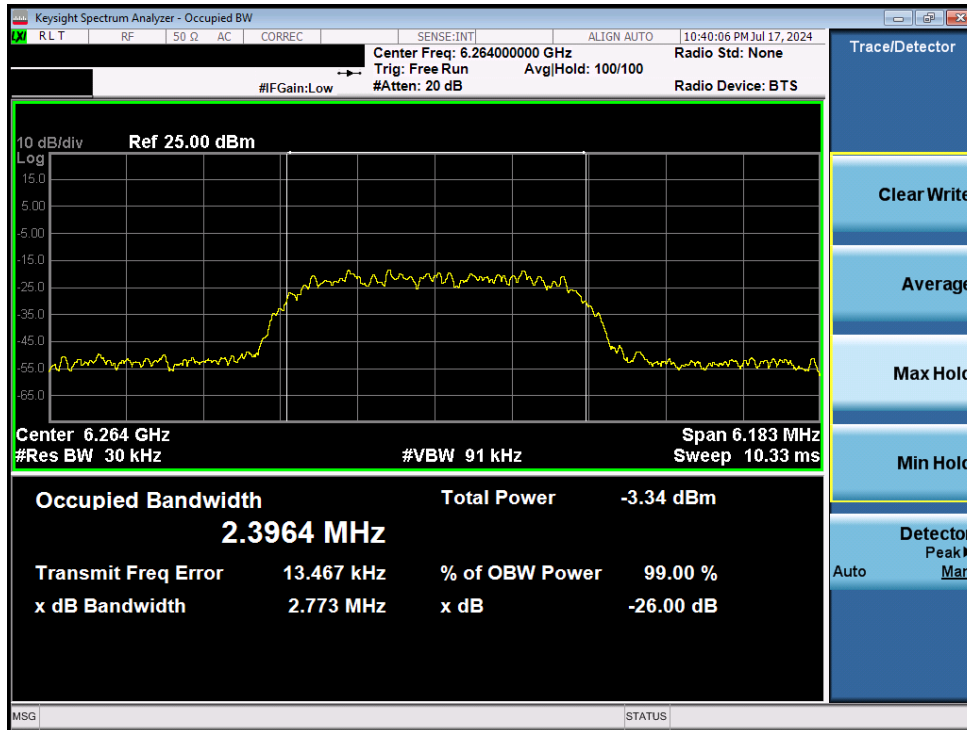 Keysight Spectrum Analyzer - Occupied BW
LXI RLT RF 50 Ω AC CORREC SENSE:INT ALIGN AUTO 10:40:06 PM Jul 17, 2024
Center Freq: 6.264000000 GHz Radio Std: None
Trig: Free Run Avg|Hold: 100/100
#IFGain:Low #Atten: 20 dB Radio Device: BTS
Trace/Detector
10 dB/div Ref 25.00 dBm
Log
15.0
5.00
-5.00
-15.0
-25.0
-35.0
-45.0
-55.0
-65.0
Center 6.264 GHz Span 6.183 MHz
#Res BW 30 kHz #VBW 91 kHz Sweep 10.33 ms
Occupied Bandwidth Total Power -3.34 dBm
2.3964 MHz
Transmit Freq Error 13.467 kHz % of OBW Power 99.00 %
x dB Bandwidth 2.773 MHz x dB -26.00 dB
Clear Write
Average
Max Hold
Min Hold
Detector
Peak
Auto Man
MSG STATUS